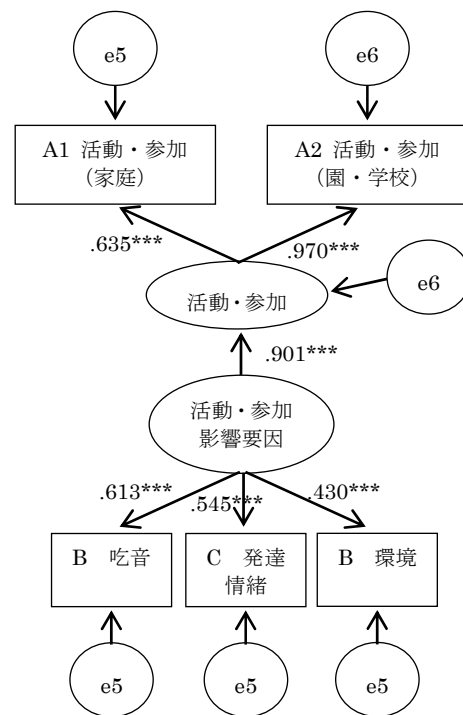 e5
e6
A1 活動・参加
（家庭）
A2 活動・参加
（園・学校）
.635***
.970***
活動・参加
e6
.901***
活動・参加
影響要因
.613***
.545***
.430***
B 吃音
C 発達
情緒
B 環境
e5
e5
e5